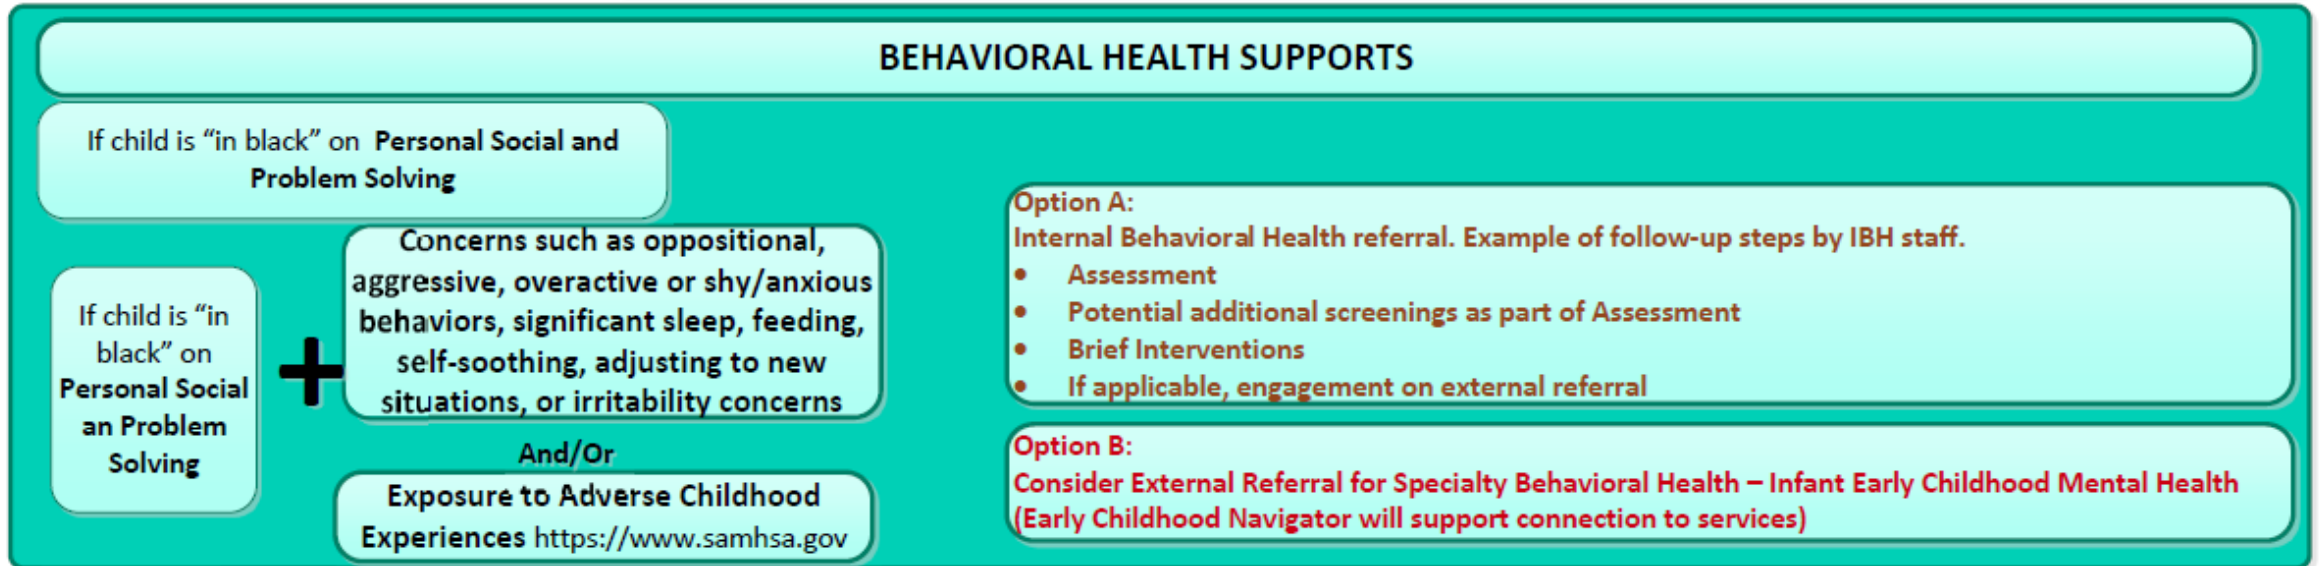 BEHAVIORAL HEALTH SUPPORTS
If child is “in black” on Personal Social and
Problem Solving
If child is “in
black” on
Personal Social
an Problem
Solving
+
Concerns such as oppositional,
aggressive, overactive or shy/anxious
behaviors, significant sleep, feeding,
self-soothing, adjusting to new
situations, or irritability concerns
And/Or
Exposure to Adverse Childhood
Experiences https://www.samhsa.gov
Option A:
Internal Behavioral Health referral. Example of follow-up steps by IBH staff.
• Assessment
• Potential additional screenings as part of Assessment
• Brief Interventions
• If applicable, engagement on external referral
Option B:
Consider External Referral for Specialty Behavioral Health – Infant Early Childhood Mental Health
(Early Childhood Navigator will support connection to services)